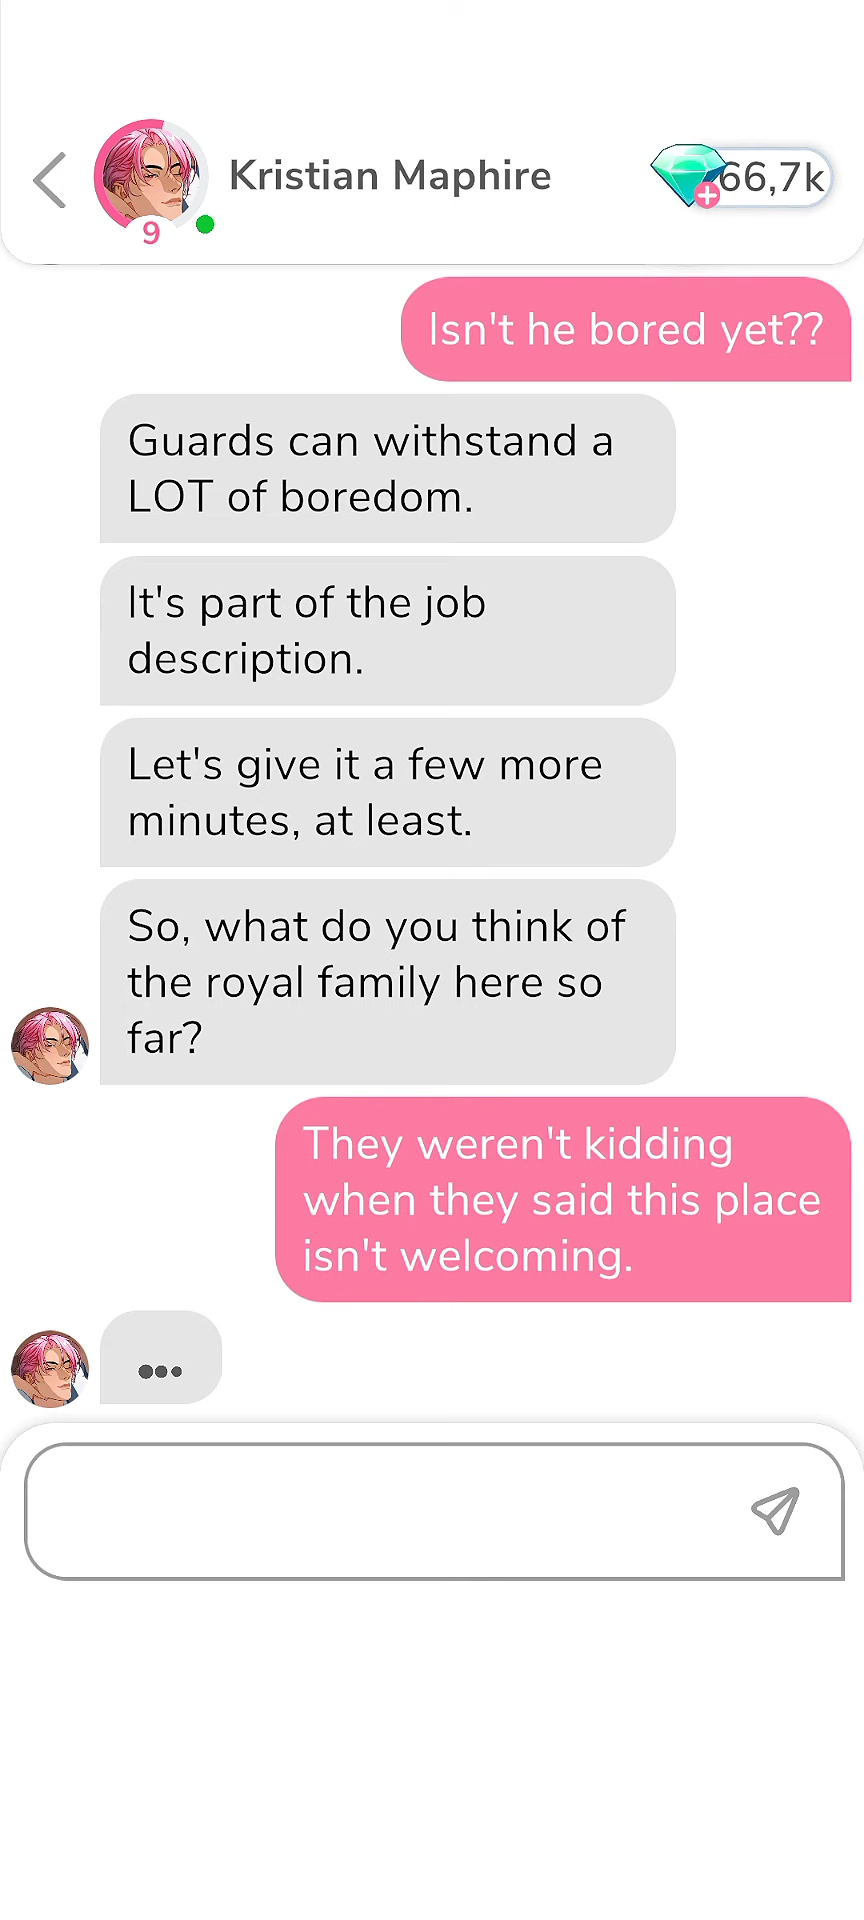 Kristian Maphire
66,7k
9
Isn't he bored yet??
Guards can withstand a
LOT of boredom.
It's part of the job
description.
Let's give it a few more
minutes, at least.
So, what do you think of
the royal family here so
far?
They weren't kidding
when they said this place
isn't welcoming.